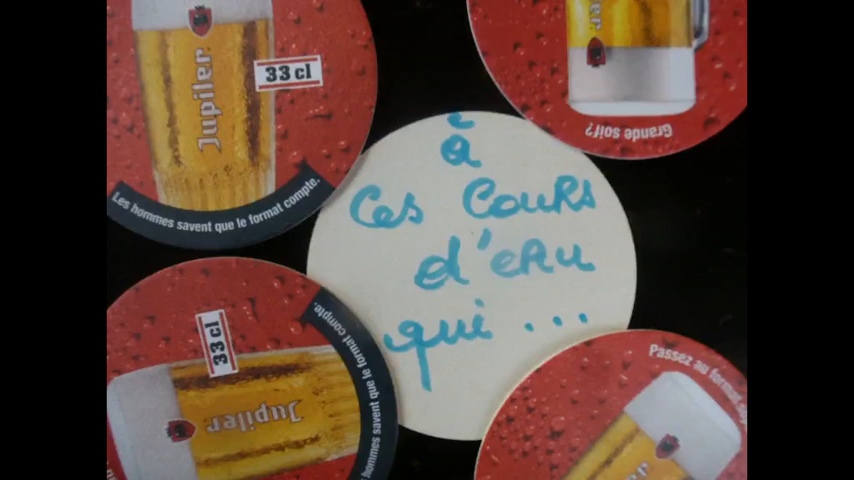 Jupiler
33 cl
Les hommes savent que le format compte.
Grande soif?
à
ces cours
d'eau
qui ...
33 cl
Jupiler
hommes savent que le format compte.
Passez au format